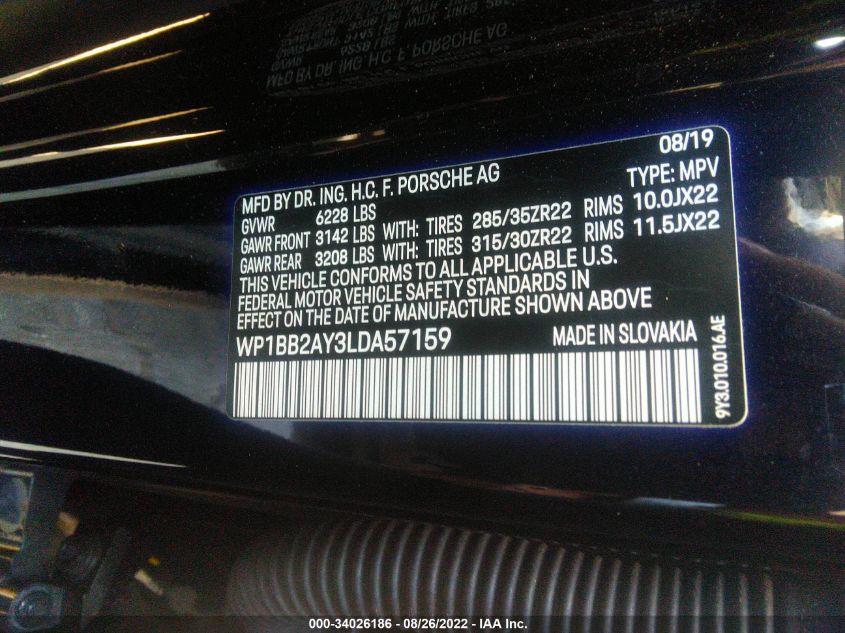 08/19
MFD BY DR. ING. H.C. F. PORSCHE AG TYPE: MPV
GVWR 6228 LBS
GAWR FRONT 3142 LBS WITH: TIRES 285/35ZR22 RIMS 10.0JX22
GAWR REAR 3208 LBS WITH: TIRES 315/30ZR22 RIMS 11.5JX22
THIS VEHICLE CONFORMS TO ALL APPLICABLE U.S.
FEDERAL MOTOR VEHICLE SAFETY STANDARDS IN
EFFECT ON THE DATE OF MANUFACTURE SHOWN ABOVE
WP1BB2AY3LDA57159 MADE IN SLOVAKIA
9Y3.010.016.AE
000-34026186 - 08/26/2022 - IAA Inc.